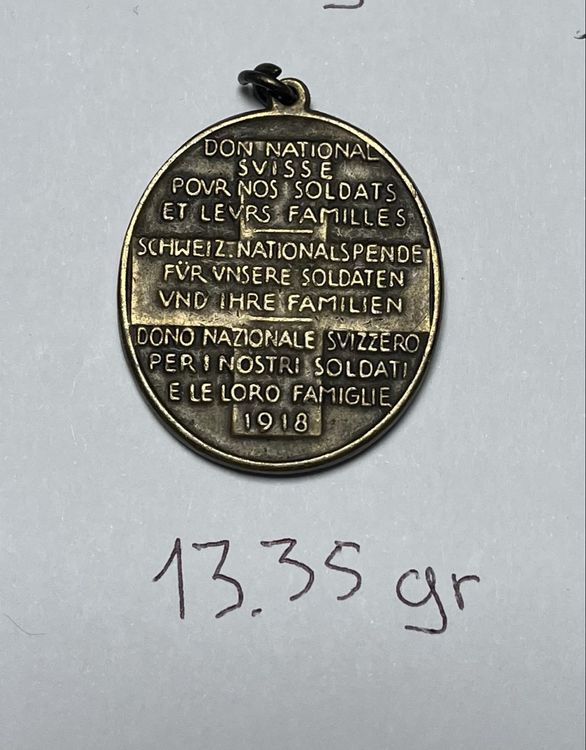 DON NATIONAL
SVISSE
POVR NOS SOLDATS
ET LEVRS FAMILLES
SCHWEIZ. NATIONALSPENDE
FÜR VNSERE SOLDATEN
VND IHRE FAMILIEN
DONO NAZIONALE SVIZZERO
PER I NOSTRI SOLDATI
E LE LORO FAMIGLIE
1918
13.35 gr